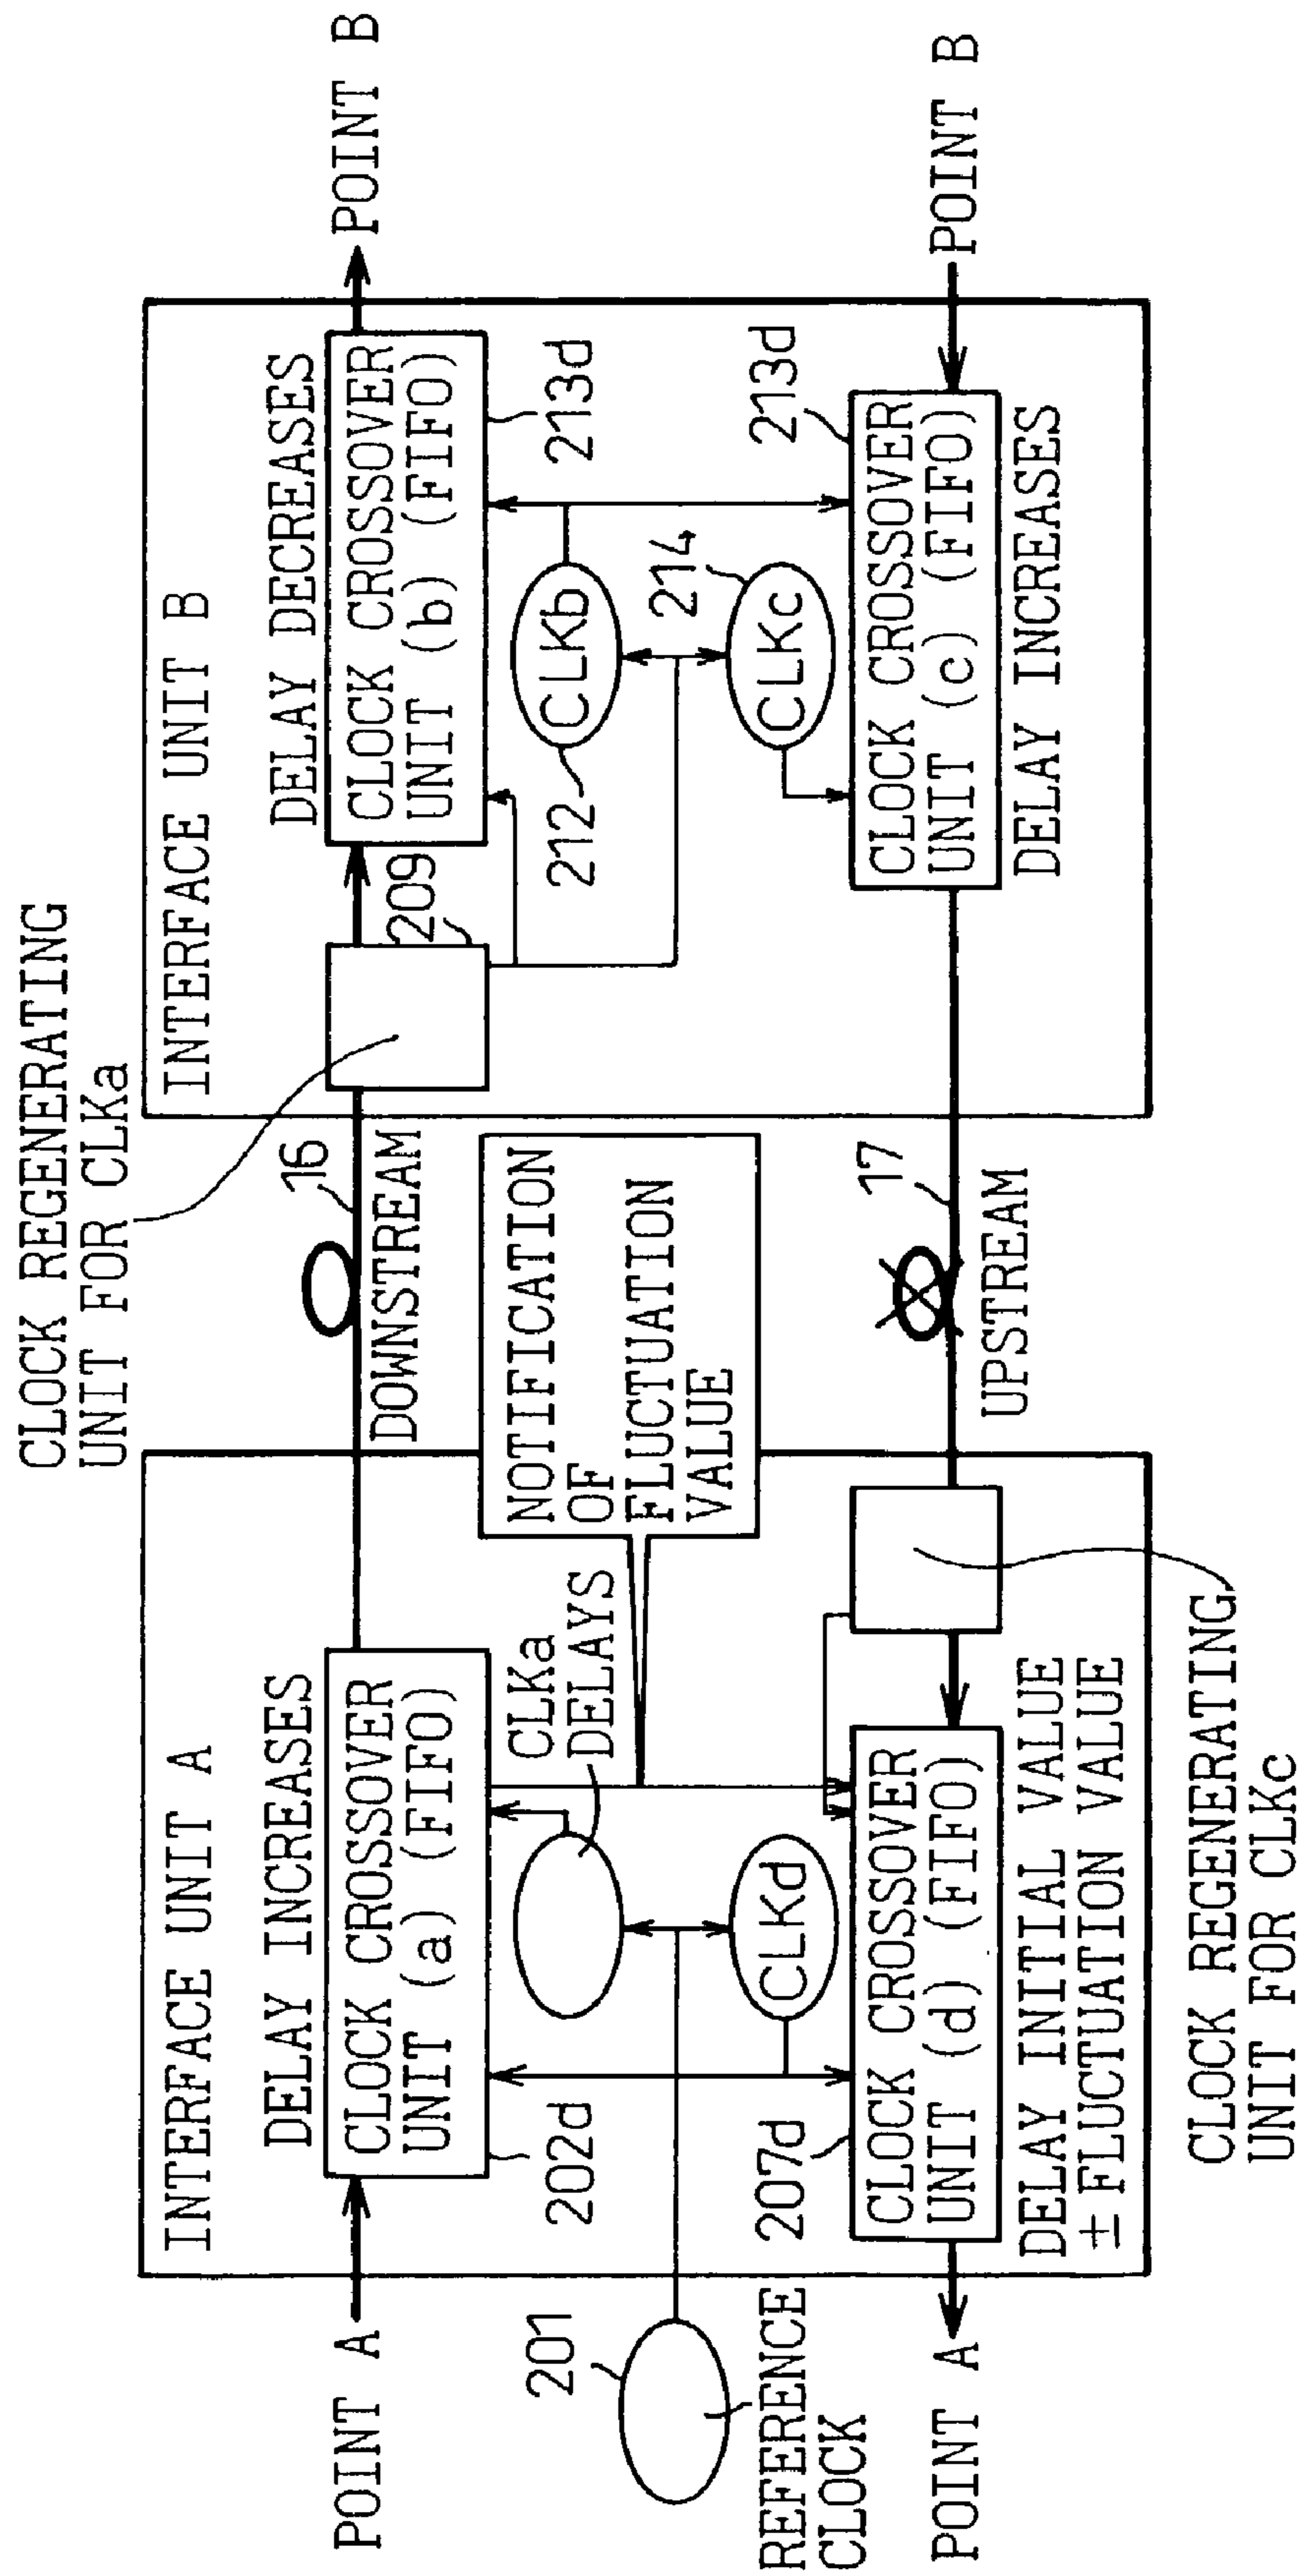 POINT A
INTERFACE UNIT A
DELAY INCREASES
CLOCK CROSSOVER
UNIT (a) (FIFO)
202d
CLKa
DELAYS
201
REFERENCE
CLOCK
CLKd
207d
CLOCK CROSSOVER
UNIT (d) (FIFO)
DELAY INITIAL VALUE
± FLUCTUATION VALUE
POINT A
CLOCK REGENERATING
UNIT FOR CLKc
NOTIFICATION
OF
FLUCTUATION
VALUE
16
DOWNSTREAM
17
UPSTREAM
CLOCK REGENERATING
UNIT FOR CLKa
INTERFACE UNIT B
209
DELAY DECREASES
CLOCK CROSSOVER
UNIT (b) (FIFO)
213d
212
CLKb
214
CLKc
213d
CLOCK CROSSOVER
UNIT (c) (FIFO)
DELAY INCREASES
POINT B
POINT B